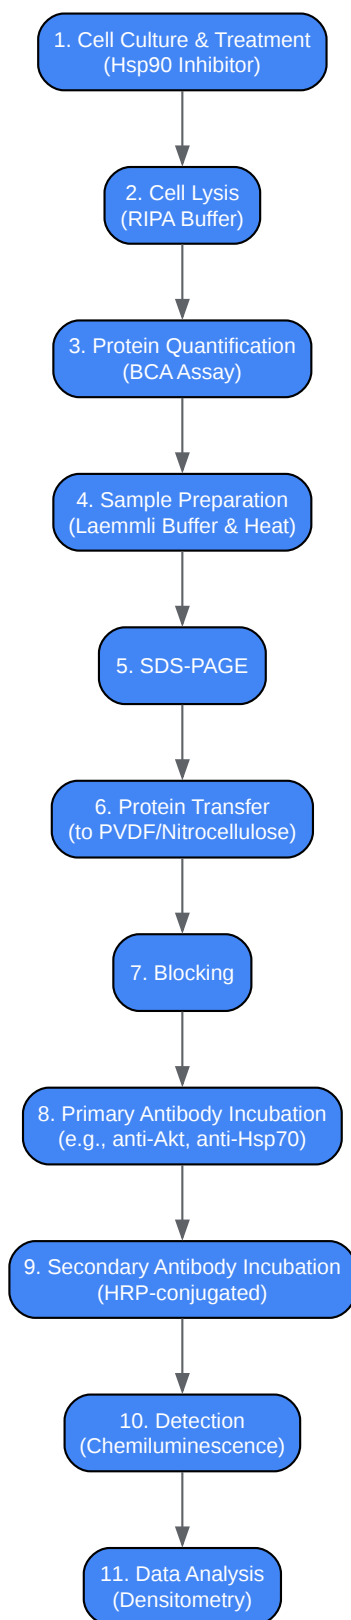 1. Cell Culture & Treatment
(Hsp90 Inhibitor)
2. Cell Lysis
(RIPA Buffer)
3. Protein Quantification
(BCA Assay)
4. Sample Preparation
(Laemmli Buffer & Heat)
5. SDS-PAGE
6. Protein Transfer
(to PVDF/Nitrocellulose)
7. Blocking
8. Primary Antibody Incubation
(e.g., anti-Akt, anti-Hsp70)
9. Secondary Antibody Incubation
(HRP-conjugated)
10. Detection
(Chemiluminescence)
11. Data Analysis
(Densitometry)